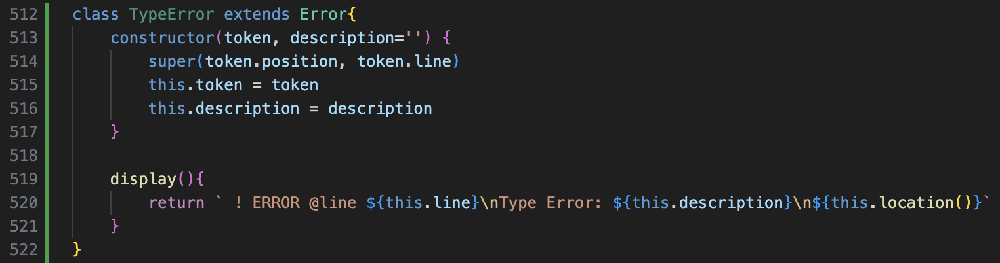 512 class TypeError extends Error{
513     constructor(token, description='') {
514         super(token.position, token.line)
515         this.token = token
516         this.description = description
517     }
518
519     display(){
520         return ` ! ERROR @line ${this.line}\nType Error: ${this.description}\n${this.location()}`
521     }
522 }